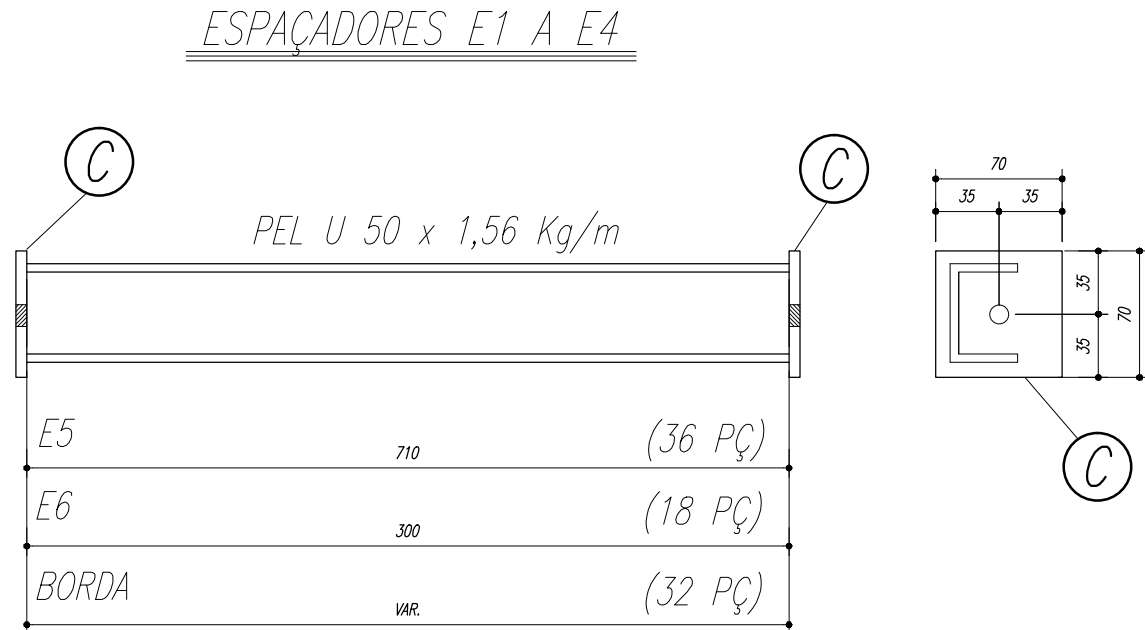 ESPAÇADORES E1 A E4
C
C
PEL U 50 x 1,56 Kg/m
70
35 35
35
70
35
C
E5 710 (36 PÇ)
E6 300 (18 PÇ)
BORDA VAR. (32 PÇ)